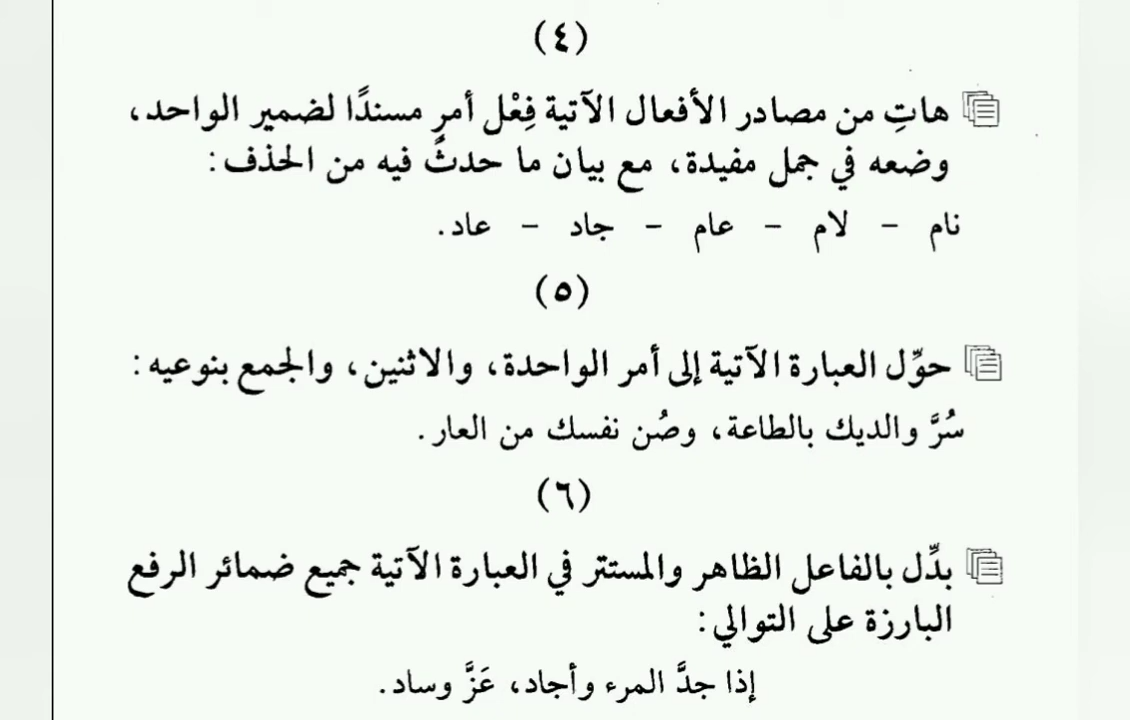 (٤)
هاتِ من مصادر الأفعال الآتية فِعْل أمرٍ مسندًا لضمير الواحد،
وضعه في جمل مفيدة، مع بيان ما حدثَ فيه من الحذف:
نام – لام – عام – جاد – عاد.
(٥)
حوِّل العبارة الآتية إلى أمر الواحدة، والاثنين، والجمع بنوعيه:
سُرَّ والديك بالطاعة، وصُن نفسك من العار.
(٦)
بدِّل بالفاعل الظاهر والمستتر في العبارة الآتية جميع ضمائر الرفع
البارزة على التوالي:
إذا جدَّ المرء وأجاد، عَزَّ وساد.